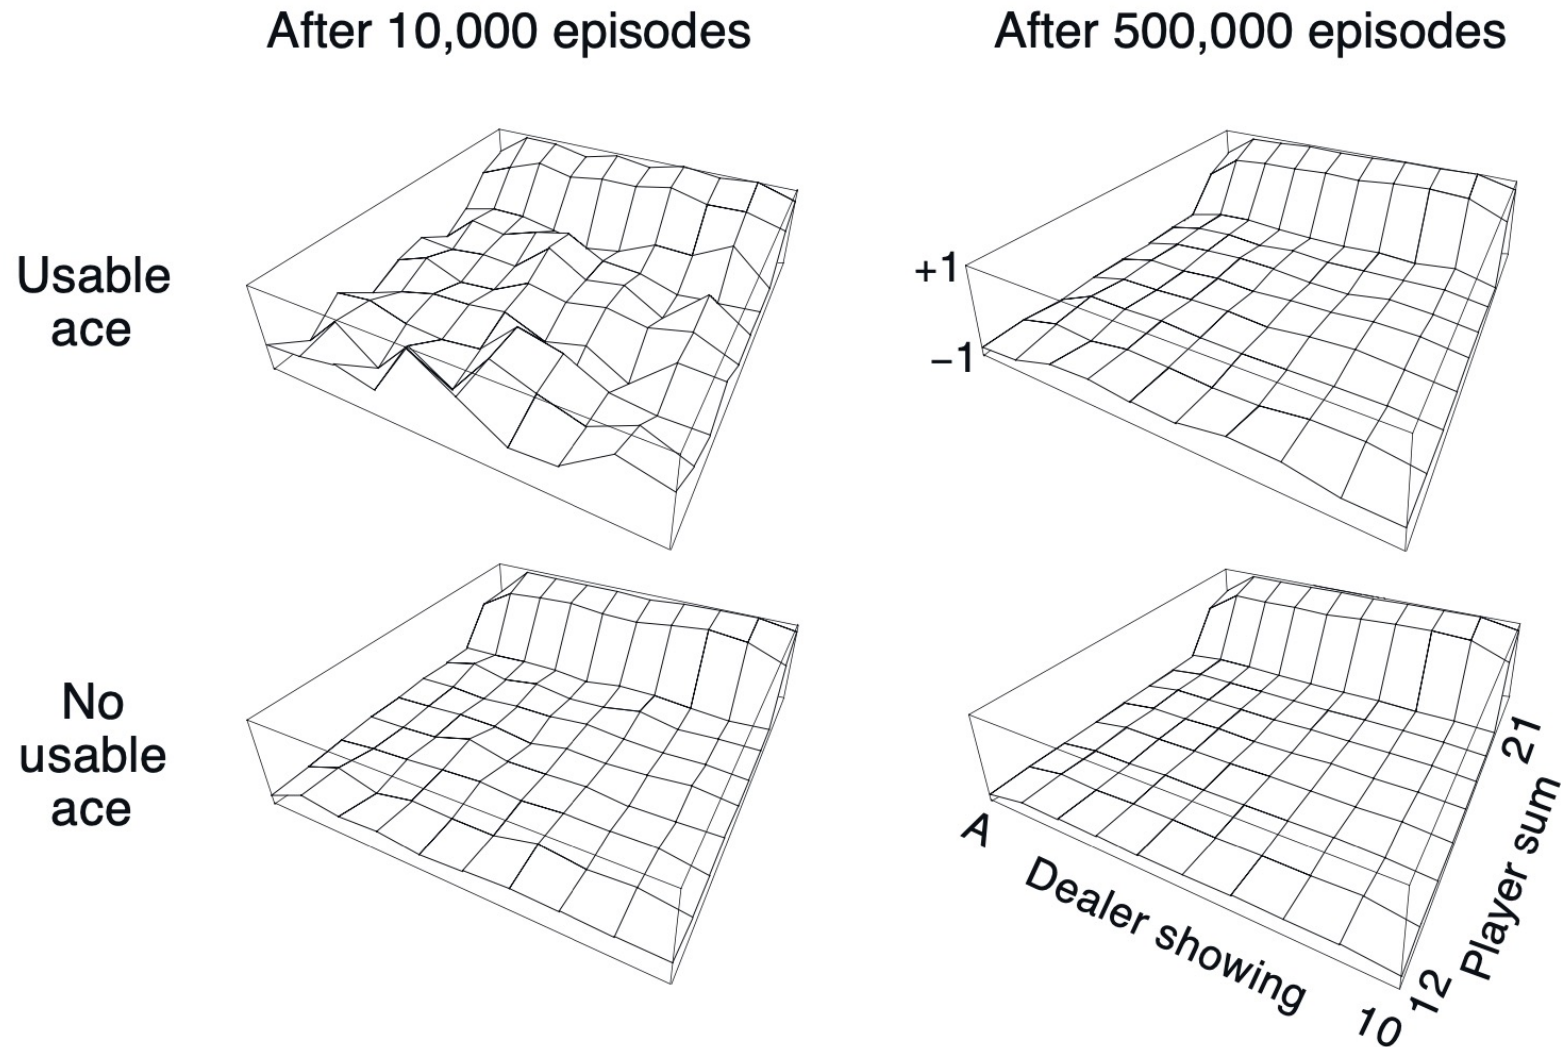 After 10,000 episodes
After 500,000 episodes
Usable
ace
+1
−1
No
usable
ace
A
Dealer showing
10
12
Player sum
21